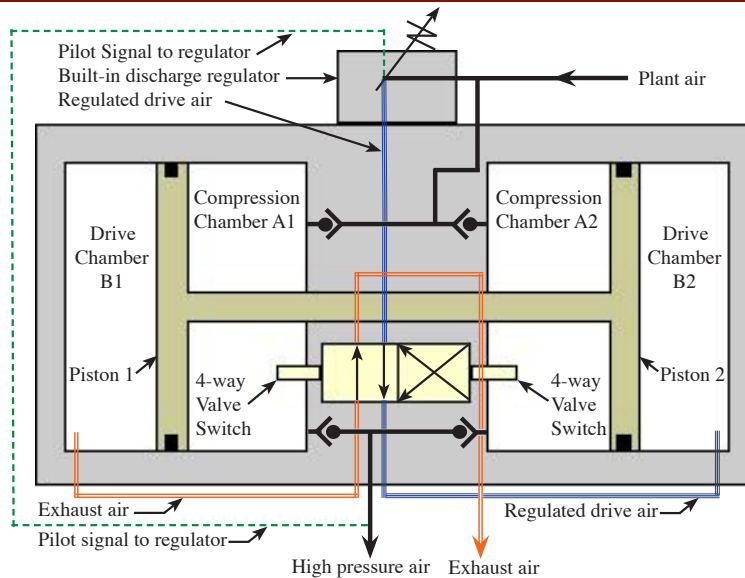 Pilot Signal to regulator
Built-in discharge regulator
Regulated drive air
Plant air
Compression
Chamber A1
Compression
Chamber A2
Drive
Chamber
B1
Drive
Chamber
B2
Piston 1
4-way
Valve
Switch
4-way
Valve
Switch
Piston 2
Exhaust air
Regulated drive air
Pilot signal to regulator
High pressure air
Exhaust air